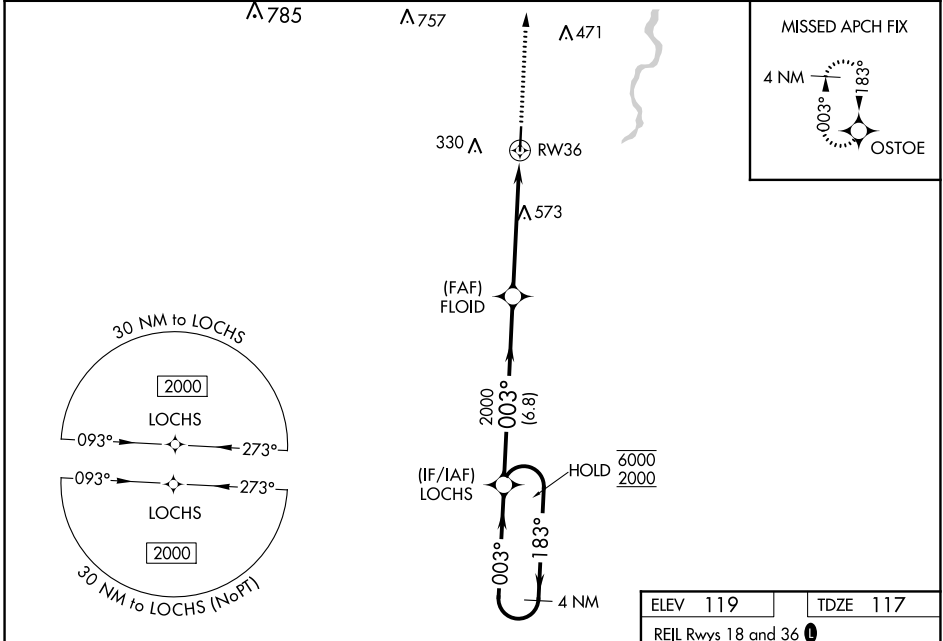 785
757
471
MISSED APCH FIX
4 NM
003°
183°
OSTOE
330
RW36
573
(FAF)
FLOID
30 NM to LOCHS
2000
LOCHS
093°
273°
2000
003°
(6.8)
(IF/IAF)
LOCHS
HOLD
6000
2000
093°
273°
LOCHS
2000
30 NM to LOCHS (NoPT)
003°
183°
4 NM
ELEV 119
TDZE 117
REIL Rwys 18 and 36 L